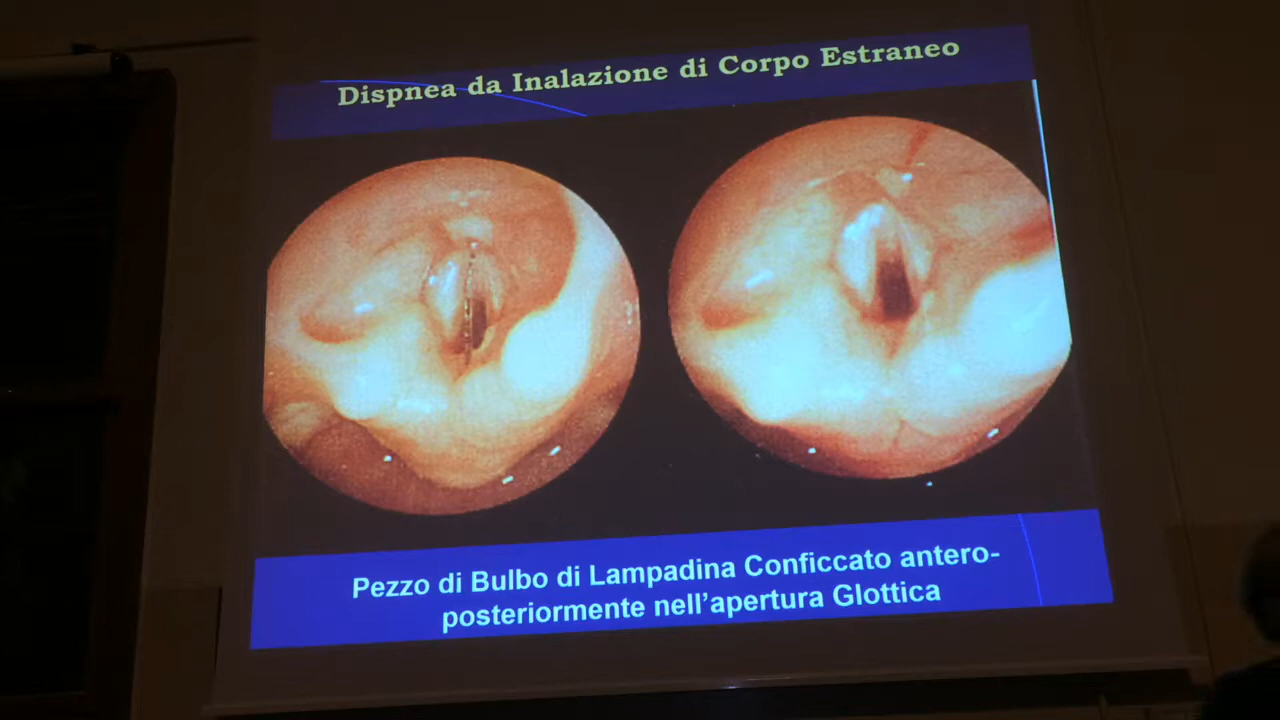 Dispnea da Inalazione di Corpo Estraneo
Pezzo di Bulbo di Lampadina Conficcato antero-
posteriormente nell'apertura Glottica